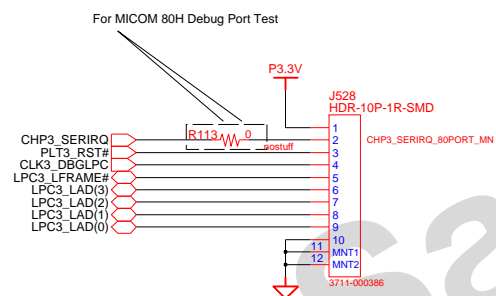 For MICOM 80H Debug Port Test
P3.3V
J528
HDR-10P-1R-SMD
R113 0
nostuff
CHP3_SERIRQ
PLT3_RST#
CLK3_DBGLPC
LPC3_LFRAME#
LPC3_LAD(3)
LPC3_LAD(2)
LPC3_LAD(1)
LPC3_LAD(0)
1
2
3
4
5
6
7
8
9
10
11 MNT1
12 MNT2
CHP3_SERIRQ_80PORT_MN
3711-000386
sa